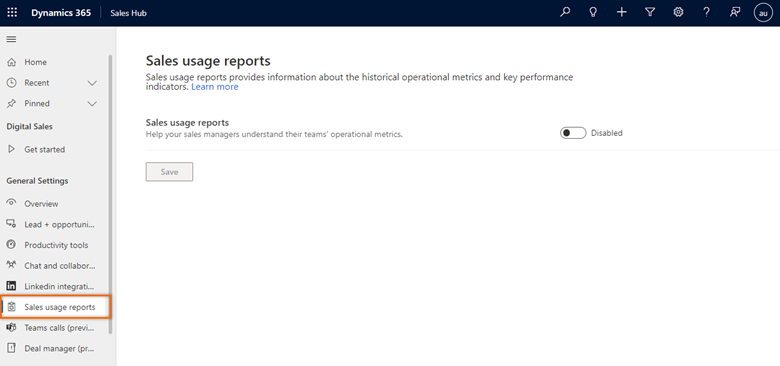 Dynamics 365
Sales Hub
au
Home
Recent
Pinned
Digital Sales
Get started
General Settings
Overview
Lead + opportuni...
Productivity tools
Chat and collabor...
Linkedin integrati...
Sales usage reports
Teams calls (previ...
Deal manager (pr...
Sales usage reports
Sales usage reports provides information about the historical operational metrics and key performance
indicators. Learn more
Sales usage reports
Help your sales managers understand their teams' operational metrics.
Disabled
Save